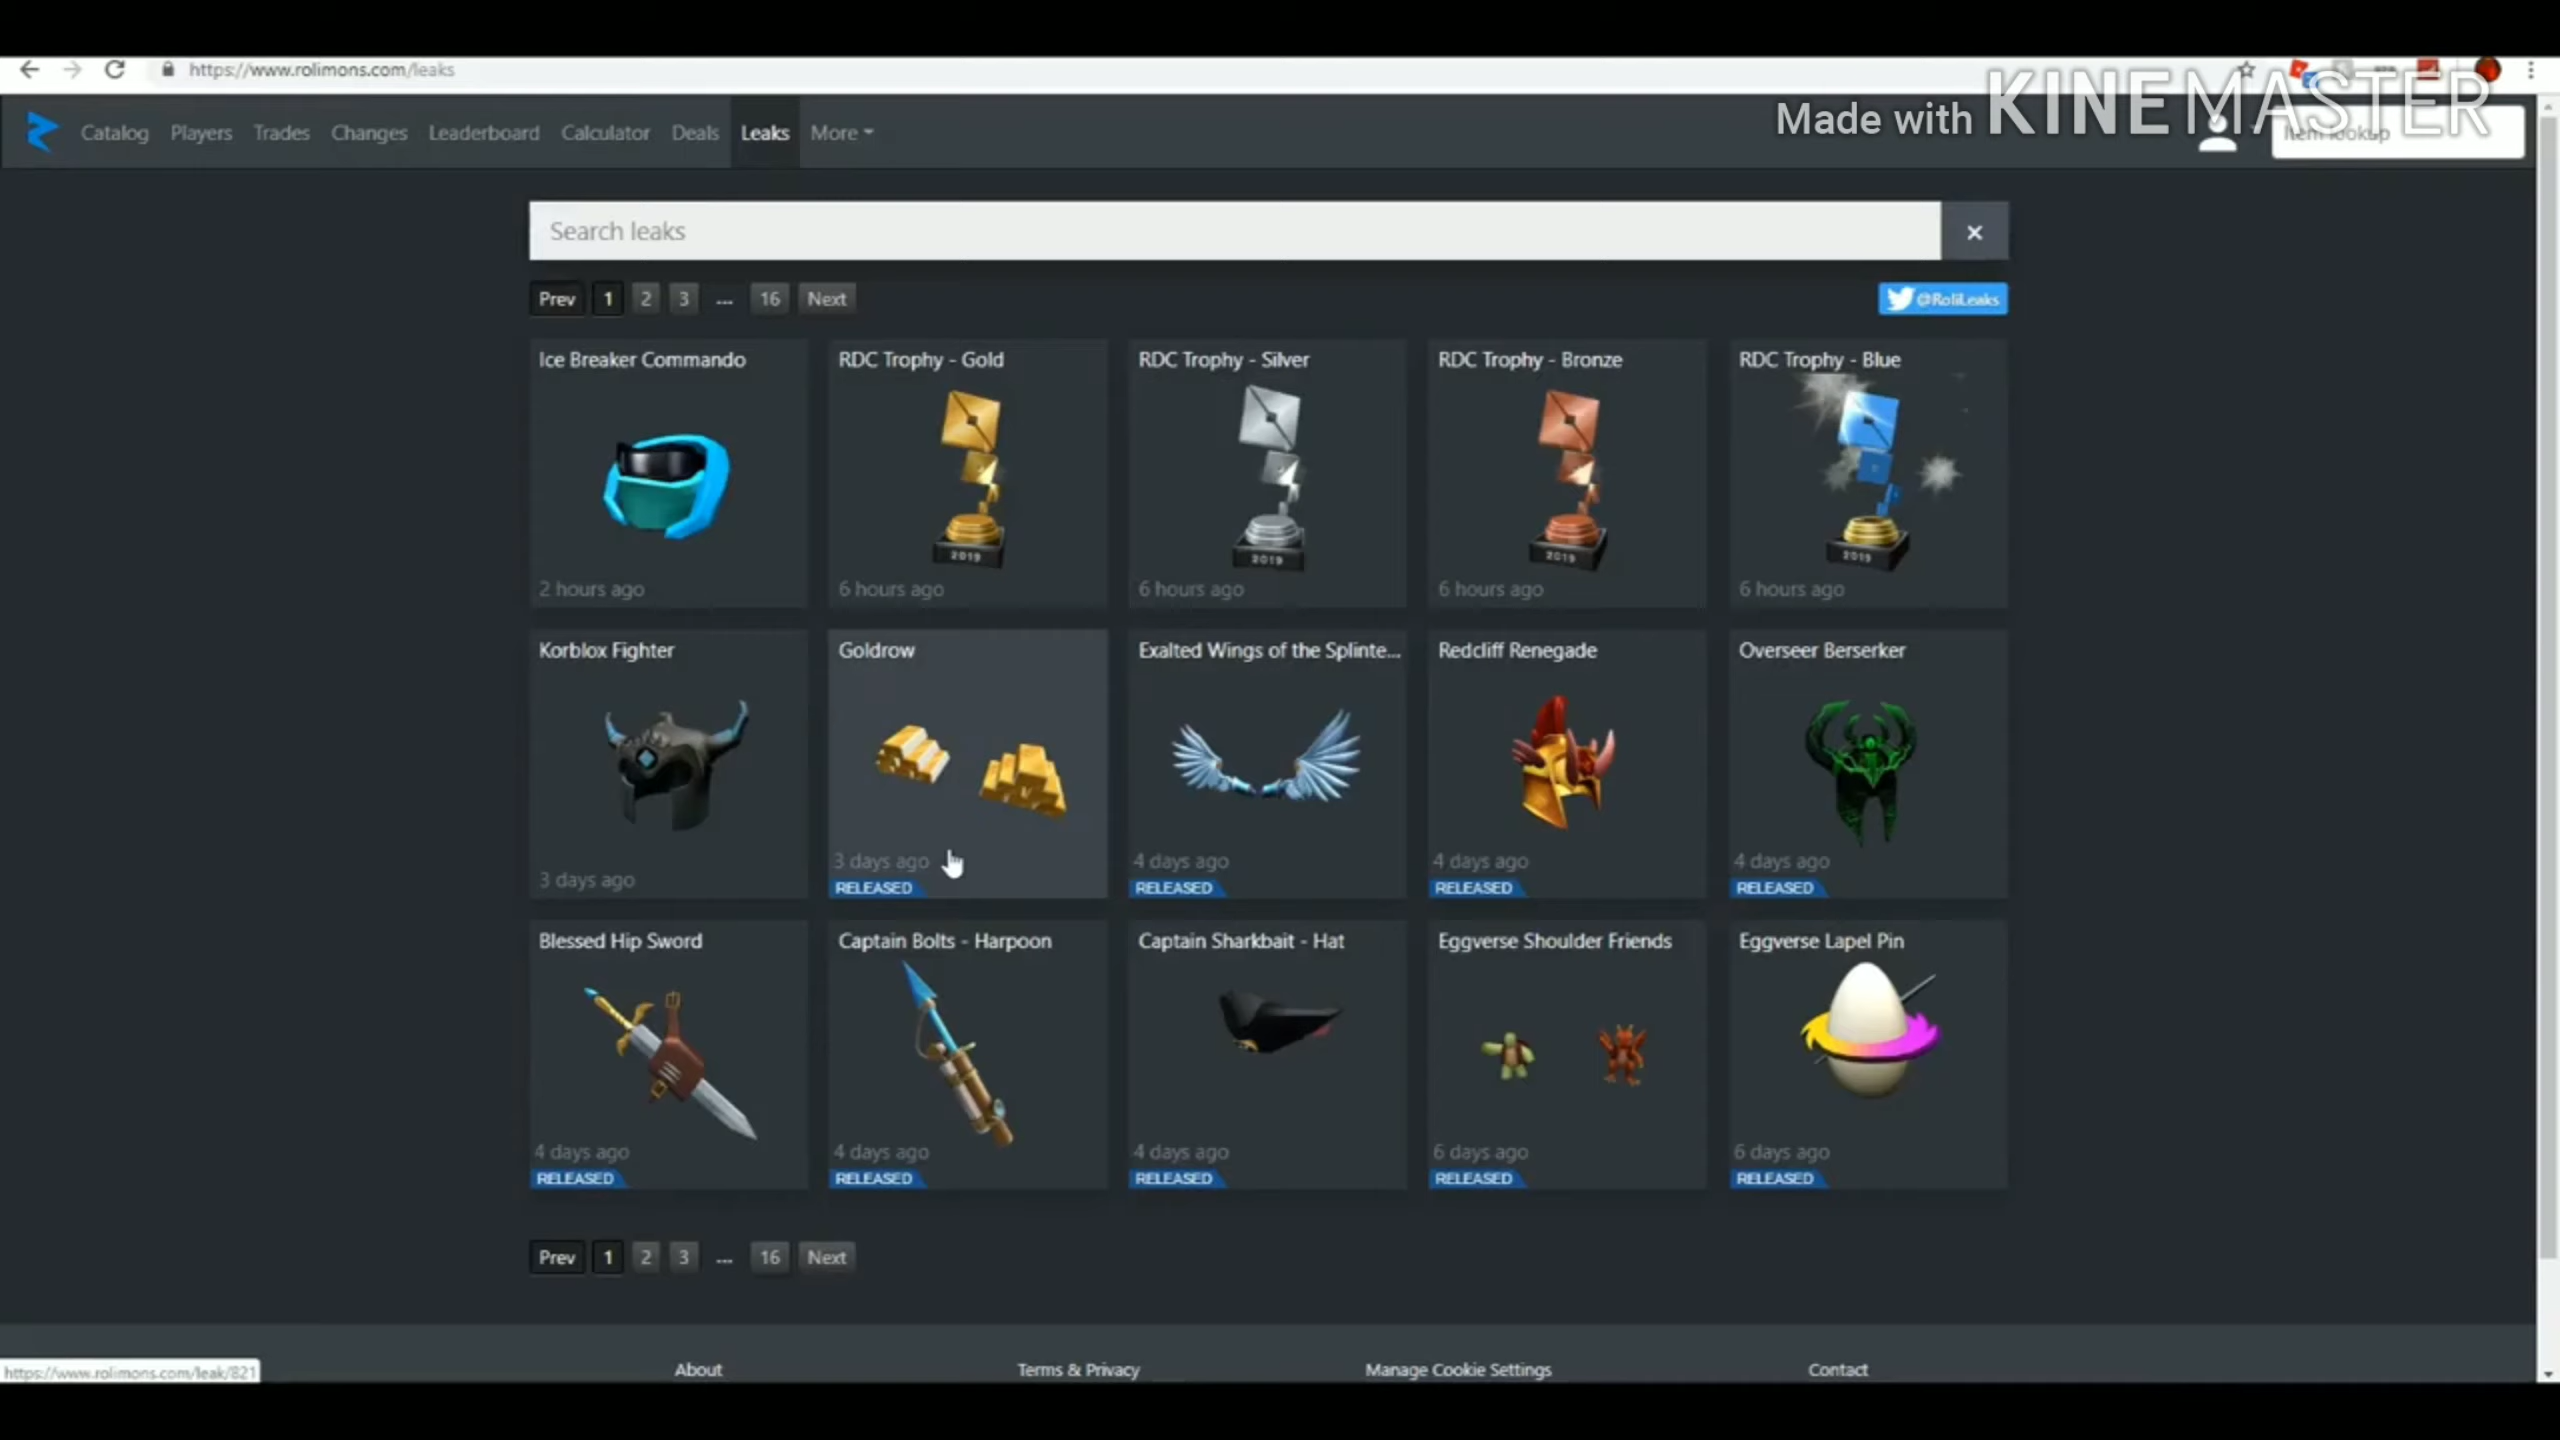 https://www.rolimons.com/leaks
Made with KINEMASTER
Catalog Players Trades Changes Leaderboard Calculator Deals Leaks More
Item lookup
Search leaks ×
Prev 1 2 3 ... 16 Next
@RoliLeaks
Ice Breaker Commando RDC Trophy - Gold RDC Trophy - Silver RDC Trophy - Bronze RDC Trophy - Blue
2019 2019 2019 2019
2 hours ago 6 hours ago 6 hours ago 6 hours ago 6 hours ago
Korblox Fighter Goldrow Exalted Wings of the Splinte... Redcliff Renegade Overseer Berserker
3 days ago 3 days ago 4 days ago 4 days ago 4 days ago
RELEASED RELEASED RELEASED RELEASED
Blessed Hip Sword Captain Bolts - Harpoon Captain Sharkbait - Hat Eggverse Shoulder Friends Eggverse Lapel Pin
4 days ago 4 days ago 4 days ago 6 days ago 6 days ago
RELEASED RELEASED RELEASED RELEASED RELEASED
Prev 1 2 3 ... 16 Next
https://www.rolimons.com/leak/821
About Terms & Privacy Manage Cookie Settings Contact